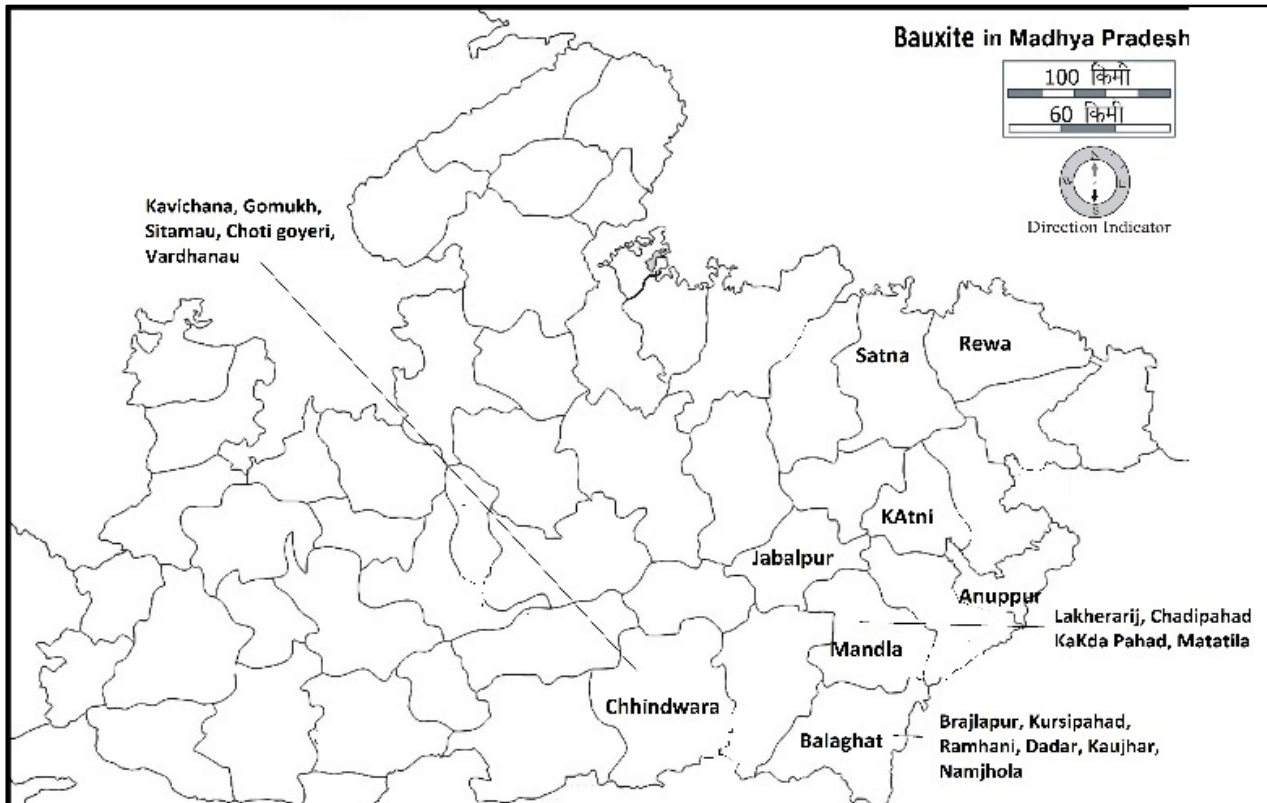 Bauxite in Madhya Pradesh
100 किमी
60 किमी
N
W
E
S
Direction Indicator
Kavichana, Gomukh,
Sitamau, Choti goyeri,
Vardhanau
Satna
Rewa
KAtni
Jabalpur
Anuppur
Lakherarij, Chadipahad
KaKda Pahad, Matatila
Mandla
Chhindwara
Balaghat
Brajlapur, Kursipahad,
Ramhani, Dadar, Kaujhar,
Namjhola